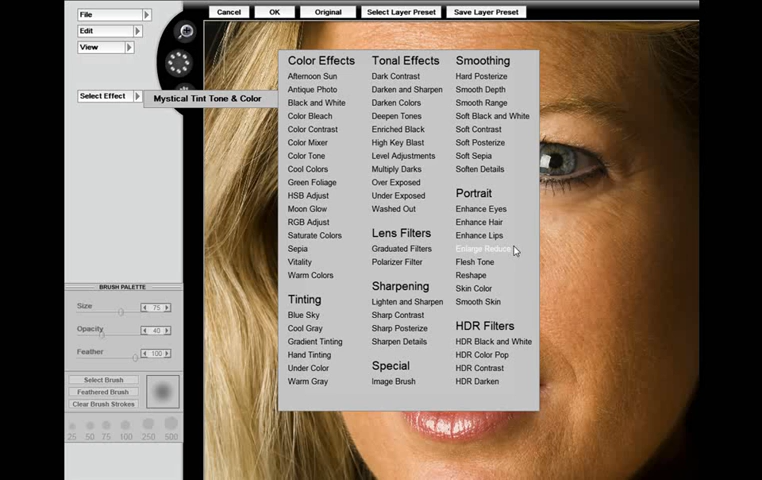 File
Edit
View
Select Effect
Mystical Tint Tone & Color
Cancel
OK
Original
Select Layer Preset
Save Layer Preset
Color Effects
Afternoon Sun
Antique Photo
Black and White
Color Bleach
Color Contrast
Color Mixer
Color Tone
Cool Colors
Green Foliage
HSB Adjust
Moon Glow
RGB Adjust
Saturate Colors
Sepia
Vitality
Warm Colors
Tinting
Blue Sky
Cool Gray
Gradient Tinting
Hand Tinting
Under Color
Warm Gray
Tonal Effects
Dark Contrast
Darken and Sharpen
Darken Colors
Deepen Tones
Enriched Black
High Key Blast
Level Adjustments
Multiply Darks
Over Exposed
Under Exposed
Washed Out
Lens Filters
Graduated Filters
Polarizer Filter
Sharpening
Lighten and Sharpen
Sharp Contrast
Sharp Posterize
Sharpen Details
Special
Image Brush
Smoothing
Hard Posterize
Smooth Depth
Smooth Range
Soft Black and White
Soft Contrast
Soft Posterize
Soft Sepia
Soften Details
Portrait
Enhance Eyes
Enhance Hair
Enhance Lips
Enlarge Reduce
Flesh Tone
Reshape
Skin Color
Smooth Skin
HDR Filters
HDR Black and White
HDR Color Pop
HDR Contrast
HDR Darken
BRUSH PALETTE
Size 75
Opacity 40
Feather 100
Select Brush
Feathered Brush
Clear Brush Strokes
25 50 75 100 250 500